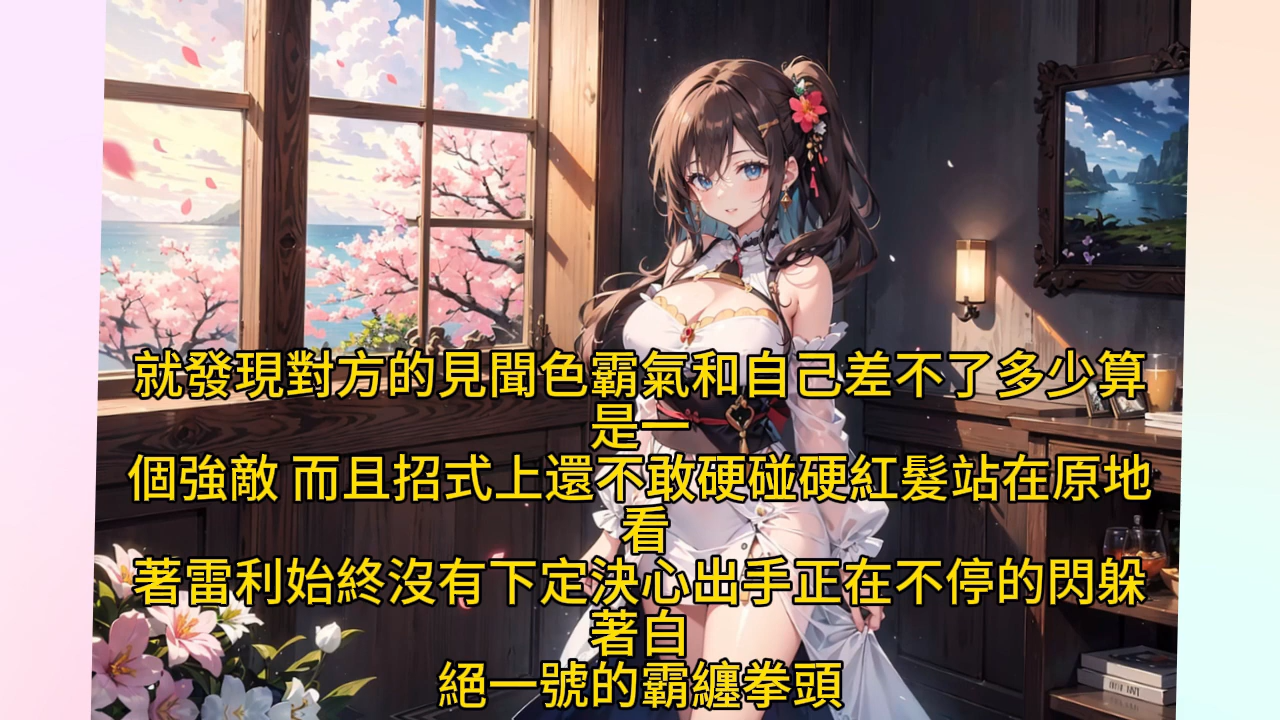 就發現對方的見聞色霸氣和自己差不了多少算
是一
個強敵 而且招式上還不敢硬碰硬紅髮站在原地
看
著雷利始終沒有下定決心出手正在不停的閃躲
著白
絕一號的霸纏拳頭